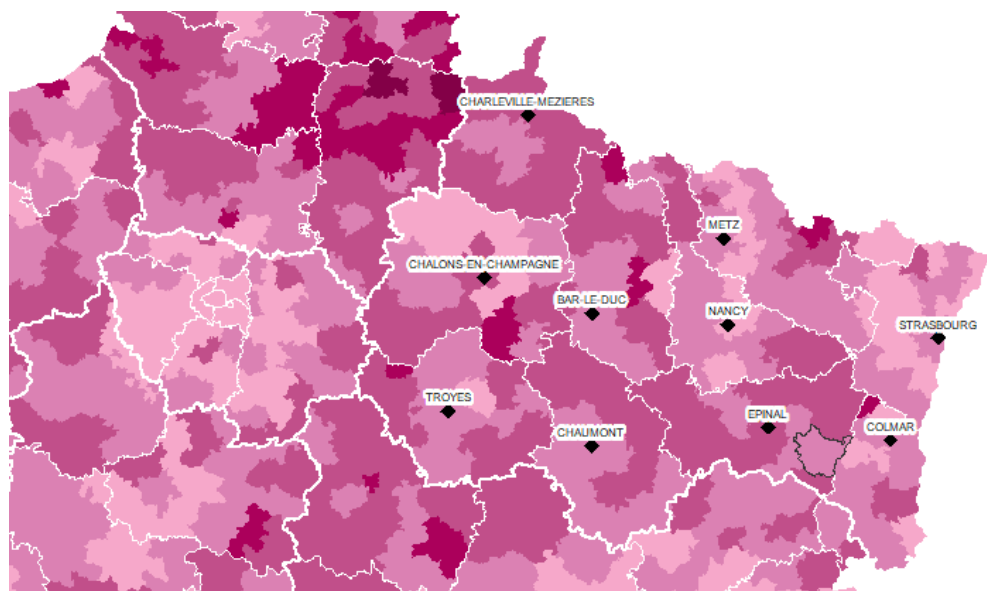 CHARLEVILLE-MEZIERES
METZ
CHALONS-EN-CHAMPAGNE
BAR-LE-DUC
NANCY
STRASBOURG
TROYES
EPINAL
CHAUMONT
COLMAR